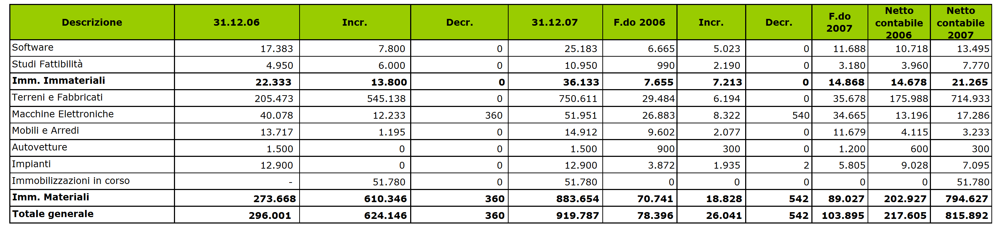 Descrizione 31.12.06 Incr. Decr. 31.12.07 F.do 2006 Incr. Decr. F.do 2007 Netto contabile 2006 Netto contabile 2007
Software 17.383 7.800 0 25.183 6.665 5.023 0 11.688 10.718 13.495
Studi Fattibilità 4.950 6.000 0 10.950 990 2.190 0 3.180 3.960 7.770
Imm. Immateriali 22.333 13.800 0 36.133 7.655 7.213 0 14.868 14.678 21.265
Terreni e Fabbricati 205.473 545.138 0 750.611 29.484 6.194 0 35.678 175.988 714.933
Macchine Elettroniche 40.078 12.233 360 51.951 26.883 8.322 540 34.665 13.196 17.286
Mobili e Arredi 13.717 1.195 0 14.912 9.602 2.077 0 11.679 4.115 3.233
Autovetture 1.500 0 0 1.500 900 300 0 1.200 600 300
Impianti 12.900 0 0 12.900 3.872 1.935 2 5.805 9.028 7.095
Immobilizzazioni in corso - 51.780 0 51.780 0 0 0 0 0 51.780
Imm. Materiali 273.668 610.346 360 883.654 70.741 18.828 542 89.027 202.927 794.627
Totale generale 296.001 624.146 360 919.787 78.396 26.041 542 103.895 217.605 815.892